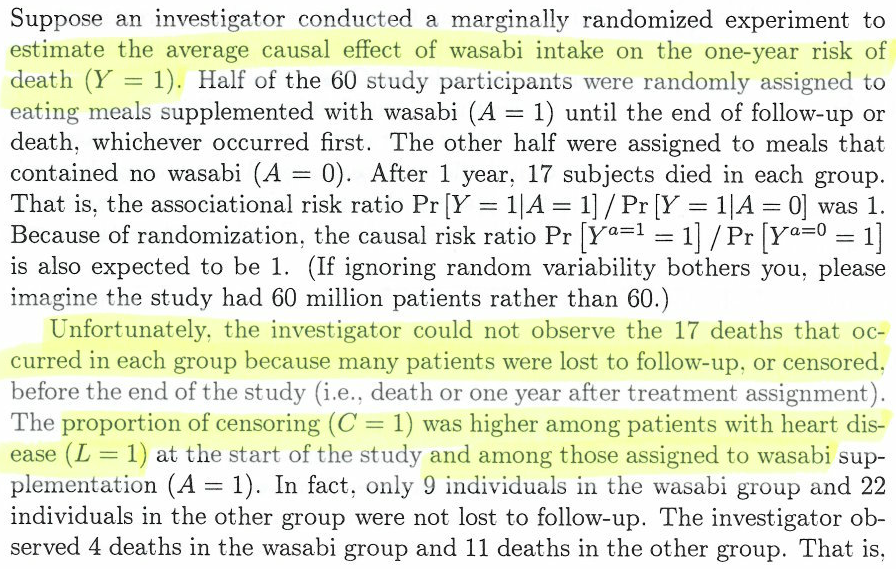 Suppose an investigator conducted a marginally randomized experiment to
estimate the average causal effect of wasabi intake on the one-year risk of
death (Y = 1). Half of the 60 study participants were randomly assigned to
eating meals supplemented with wasabi (A = 1) until the end of follow-up or
death, whichever occurred first. The other half were assigned to meals that
contained no wasabi (A = 0). After 1 year, 17 subjects died in each group.
That is, the associational risk ratio Pr [Y = 1|A = 1] / Pr [Y = 1|A = 0] was 1.
Because of randomization, the causal risk ratio Pr [Yᵃ⁼¹ = 1] / Pr [Yᵃ⁼⁰ = 1]
is also expected to be 1. (If ignoring random variability bothers you, please
imagine the study had 60 million patients rather than 60.)
Unfortunately, the investigator could not observe the 17 deaths that oc-
curred in each group because many patients were lost to follow-up, or censored,
before the end of the study (i.e., death or one year after treatment assignment).
The proportion of censoring (C = 1) was higher among patients with heart dis-
ease (L = 1) at the start of the study and among those assigned to wasabi sup-
plementation (A = 1). In fact, only 9 individuals in the wasabi group and 22
individuals in the other group were not lost to follow-up. The investigator ob-
served 4 deaths in the wasabi group and 11 deaths in the other group. That is,